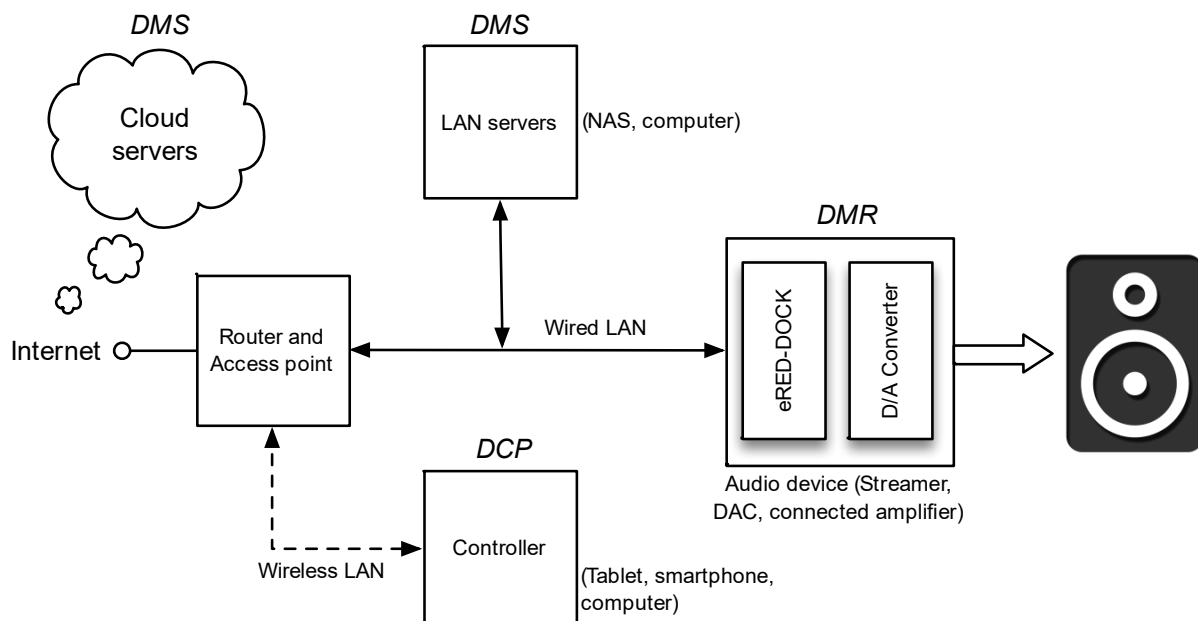 DMS
Cloud
servers
DMS
LAN servers
(NAS, computer)
DMR
eRED-DOCK
D/A Converter
Audio device (Streamer,
DAC, connected amplifier)
Wired LAN
Internet
Router and
Access point
DCP
Controller
(Tablet, smartphone,
computer)
Wireless LAN